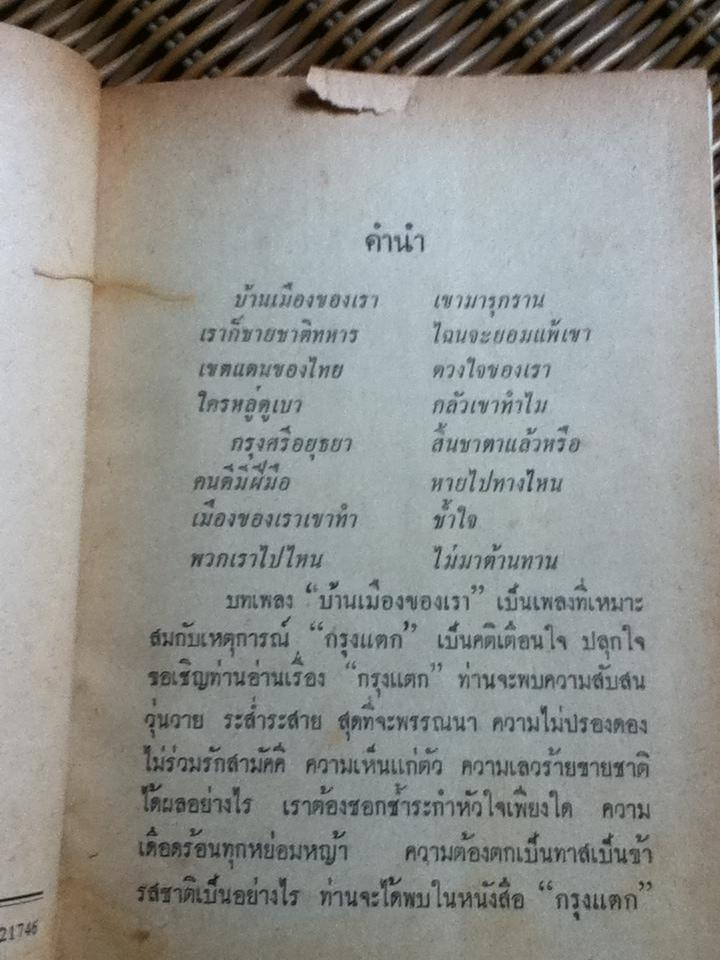 คำนำ
บ้านเมืองของเรา เขามารุกราน
เราก็ชายชาติทหาร ไฉนจะยอมแพ้เขา
เขตแดนของไทย ดวงใจของเรา
ใครหลู่ดูเบา กลัวเขาทำไม
กรุงศรีอยุธยา สิ้นชาตาแล้วหรือ
คนดีมีฝีมือ หายไปทางไหน
เมืองของเราเขาทำ ช้ำใจ
พวกเราไปไหน ไม่มาต้านทาน
บทเพลง “บ้านเมืองของเรา” เป็นเพลงที่เหมาะ
สมกับเหตุการณ์ “กรุงแตก” เป็นคติเตือนใจ ปลุกใจ
ขอเชิญท่านอ่านเรื่อง “กรุงแตก” ท่านจะพบความสับสน
วุ่นวาย ระส่ำระสาย สุดที่จะพรรณนา ความไม่ปรองดอง
ไม่ร่วมรักสามัคคี ความเห็นแก่ตัว ความเลวร้ายขายชาติ
ได้ผลอย่างไร เราต้องชอกช้ำระกำหัวใจเพียงใด ความ
เดือดร้อนทุกหย่อมหญ้า ความต้องตกเป็นทาสเป็นข้า
รสชาติเป็นอย่างไร ท่านจะได้พบในหนังสือ “กรุงแตก”
21746